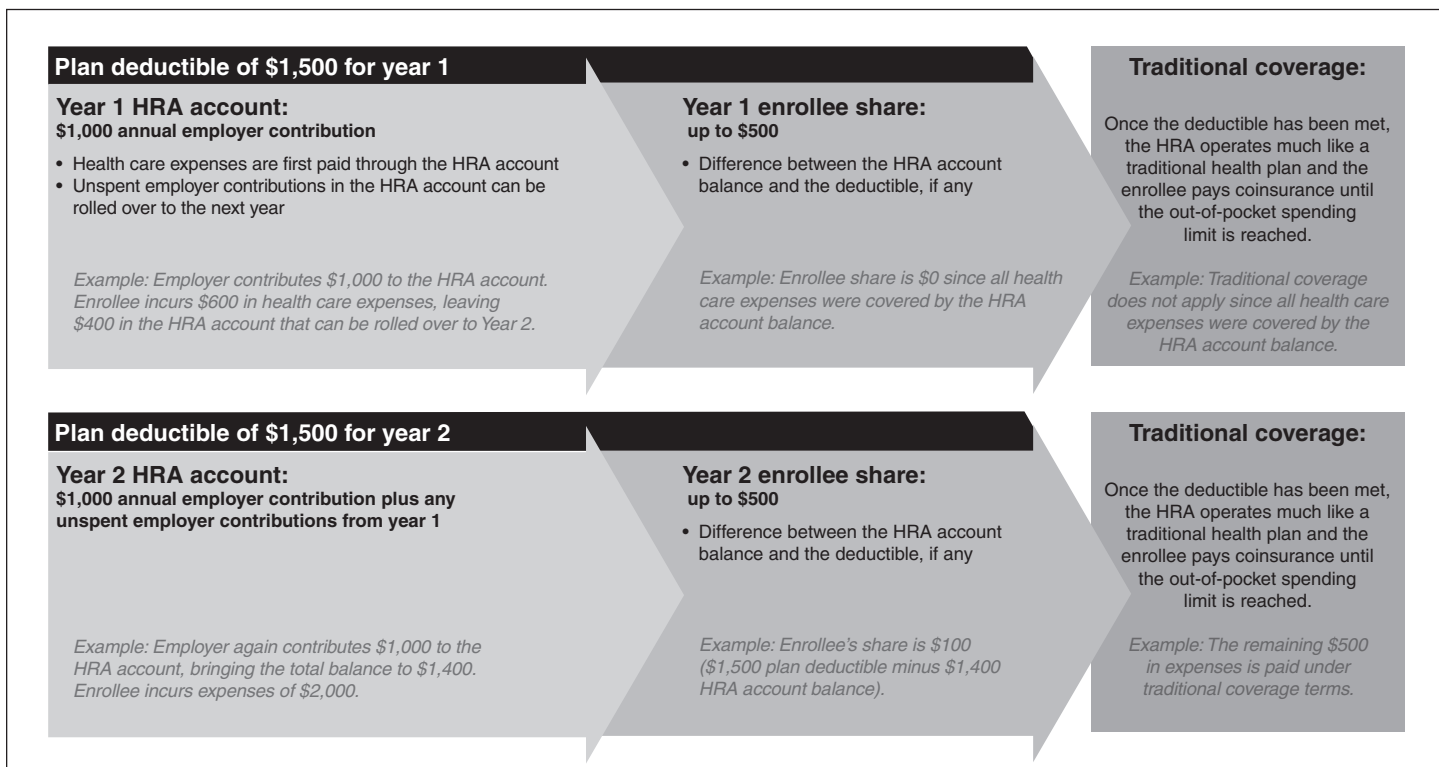 Plan deductible of $1,500 for year 1
Year 1 HRA account:
$1,000 annual employer contribution
• Health care expenses are first paid through the HRA account
• Unspent employer contributions in the HRA account can be
rolled over to the next year
Example: Employer contributes $1,000 to the HRA account.
Enrollee incurs $600 in health care expenses, leaving
$400 in the HRA account that can be rolled over to Year 2.
Year 1 enrollee share:
up to $500
• Difference between the HRA account
balance and the deductible, if any
Example: Enrollee share is $0 since all health
care expenses were covered by the HRA
account balance.
Traditional coverage:
Once the deductible has been met,
the HRA operates much like a
traditional health plan and the
enrollee pays coinsurance until
the out-of-pocket spending
limit is reached.
Example: Traditional coverage
does not apply since all health care
expenses were covered by the
HRA account balance.
Plan deductible of $1,500 for year 2
Year 2 HRA account:
$1,000 annual employer contribution plus any
unspent employer contributions from year 1
Example: Employer again contributes $1,000 to the
HRA account, bringing the total balance to $1,400.
Enrollee incurs expenses of $2,000.
Year 2 enrollee share:
up to $500
• Difference between the HRA account
balance and the deductible, if any
Example: Enrollee's share is $100
($1,500 plan deductible minus $1,400
HRA account balance).
Traditional coverage:
Once the deductible has been met,
the HRA operates much like a
traditional health plan and the
enrollee pays coinsurance until
the out-of-pocket spending
limit is reached.
Example: The remaining $500
in expenses is paid under
traditional coverage terms.